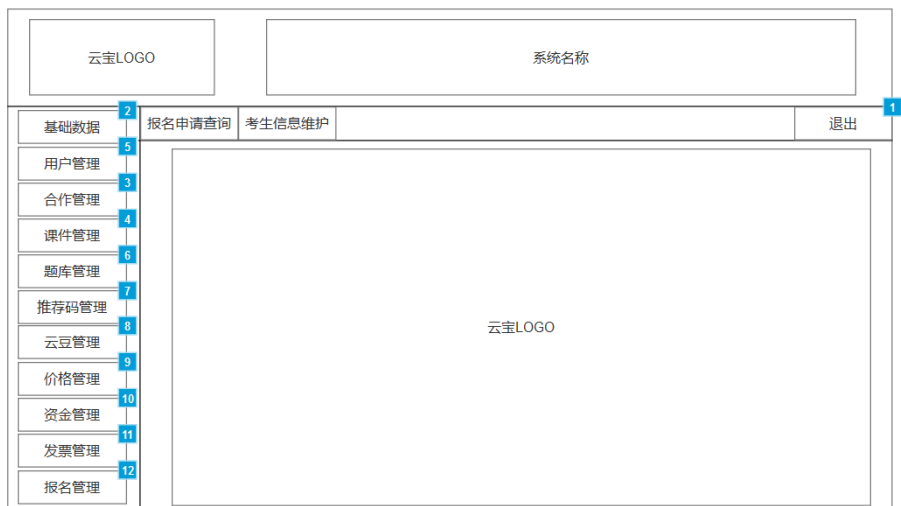 云宝LOGO
系统名称
1
2
基础数据
报名申请查询
考生信息维护
退出
5
用户管理
3
合作管理
4
课件管理
6
题库管理
7
推荐码管理
8
云豆管理
9
价格管理
10
资金管理
11
发票管理
12
报名管理
云宝LOGO